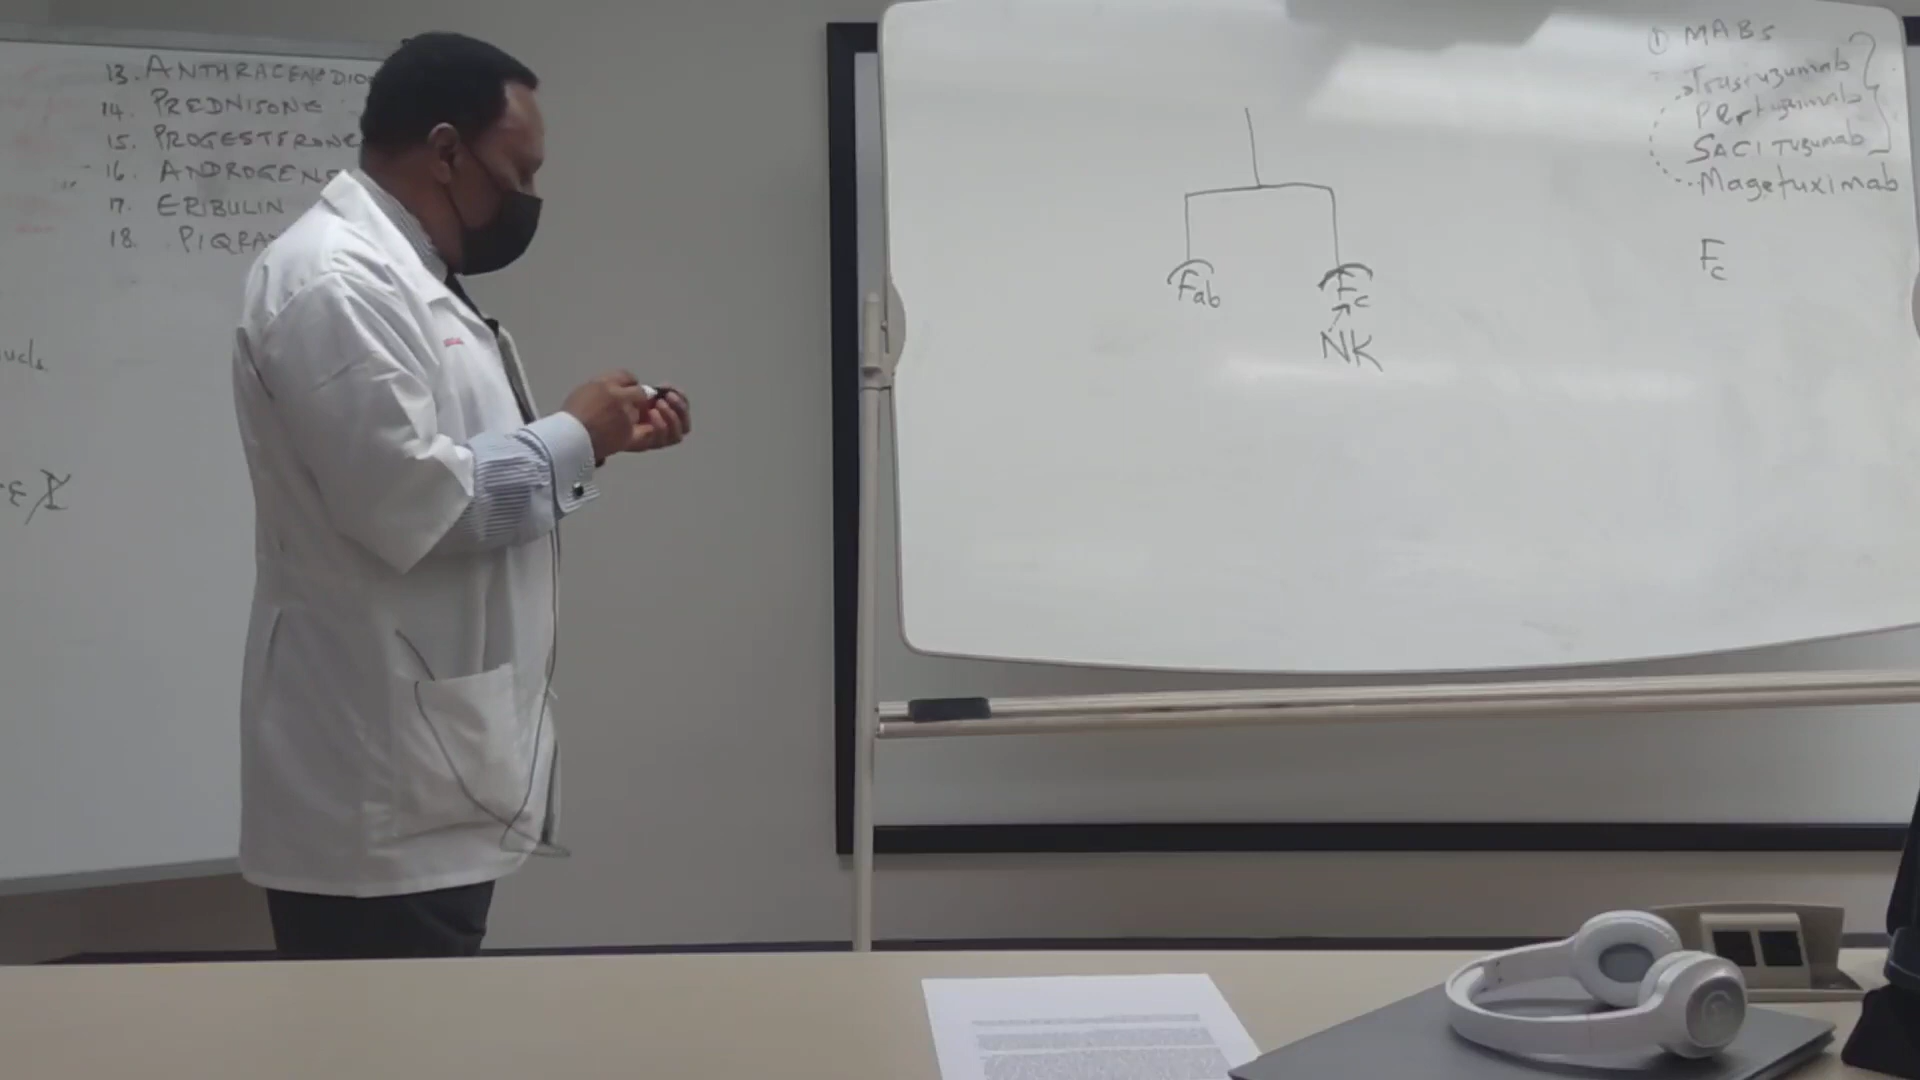 13. ANTHRACENEDIO
14. PREDNISONE
15. PROGESTERONE
16. ANDROGENS
17. ERIBULIN
18. PIQRA
① MABS
Trastuzumab
Pertuzumab
SACITUZUMAB
Magetuximab
Fc
Fab
Fc
NK